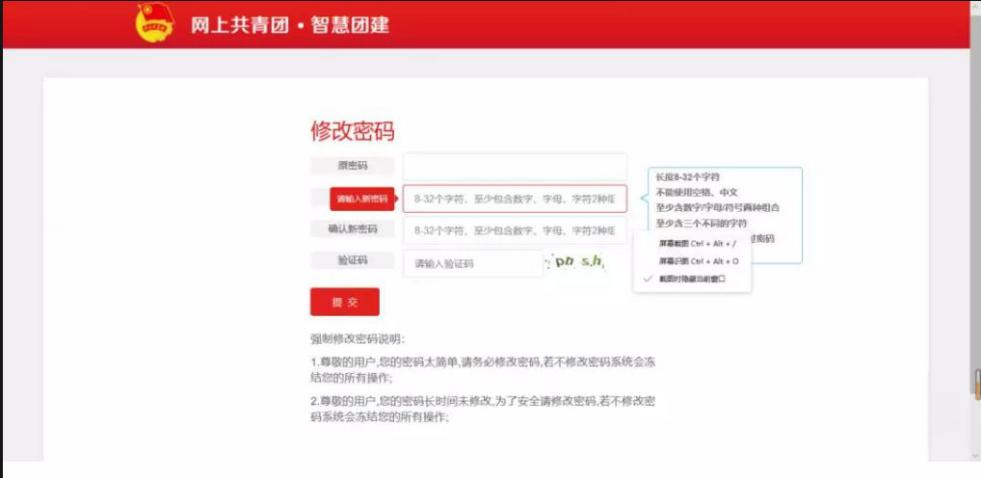 网上共青团·智慧团建
修改密码
原密码
请输入新密码
8-32个字符、至少包含数字、字母、字符2种组
确认新密码
8-32个字符、至少包含数字、字母、字符2种组
验证码
请输入验证码
提 交
长度8-32个字符
不能使用空格、中文
至少含数字/字母/符号两种组合
至少含三个不同的字符
过密码
屏幕截图 Ctrl + Alt + /
屏幕识图 Ctrl + Alt + O
截图时隐藏当前窗口
强制修改密码说明:
1.尊敬的用户,您的密码太简单,请务必修改密码,若不修改密码系统会冻
结您的所有操作;
2.尊敬的用户,您的密码长时间未修改,为了安全请修改密码,若不修改密
码系统会冻结您的所有操作;